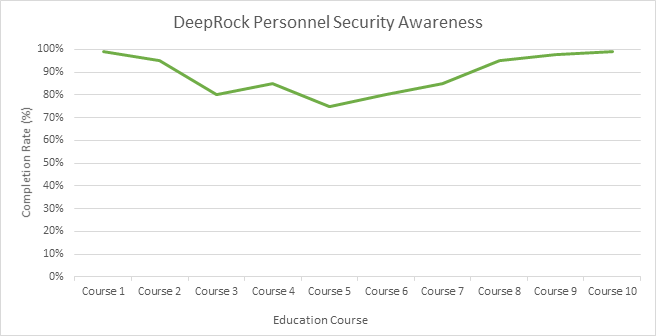 DeepRock Personnel Security Awareness
100%
90%
80%
70%
60%
50%
40%
30%
20%
10%
0%
Completion Rate (%)
Course 1 Course 2 Course 3 Course 4 Course 5 Course 6 Course 7 Course 8 Course 9 Course 10
Education Course